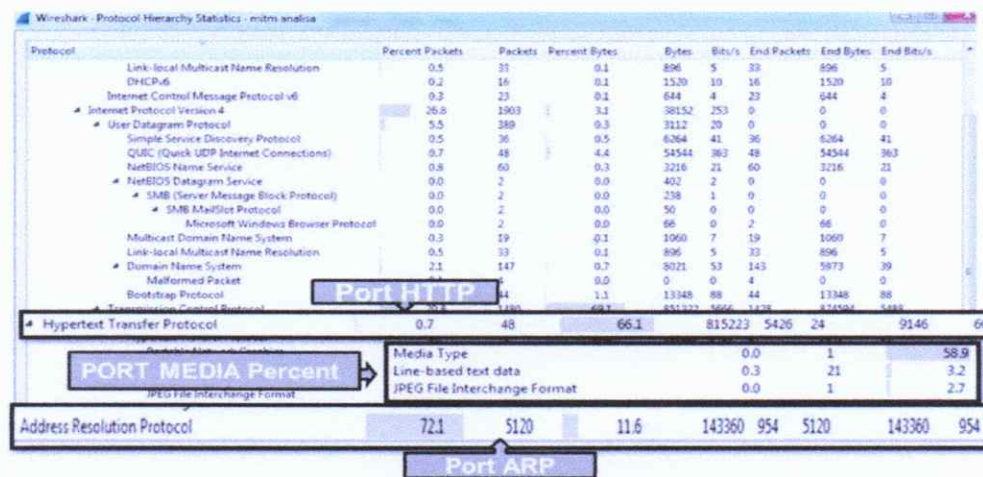 Wireshark - Protocol Hierarchy Statistics - mitm analisa
Protocol Percent Packets Packets Percent Bytes Bytes Bits/s End Packets End Bytes End Bits/s
Link-local Multicast Name Resolution 0.5 33 0.1 896 5 33 896 5
DHCPv6 0.2 16 0.1 1520 10 16 1520 10
Internet Control Message Protocol v6 0.3 23 0.1 644 4 23 644 4
Internet Protocol Version 4 26.8 1903 3.1 38152 253 0 0 0
User Datagram Protocol 5.5 389 0.3 3112 20 0 0 0
Simple Service Discovery Protocol 0.5 36 0.5 6264 41 36 6264 41
QUIC (Quick UDP Internet Connections) 0.7 48 4.4 54544 363 48 54544 363
NetBIOS Name Service 0.8 60 0.3 3216 21 60 3216 21
NetBIOS Datagram Service 0.0 2 0.0 402 2 0 0 0
SMB (Server Message Block Protocol) 0.0 2 0.0 238 1 0 0 0
SMB MailSlot Protocol 0.0 2 0.0 50 0 0 0 0
Microsoft Windows Browser Protocol 0.0 2 0.0 66 0 2 66 0
Multicast Domain Name System 0.3 19 0.1 1060 7 19 1060 7
Link-local Multicast Name Resolution 0.5 33 0.1 896 5 33 896 5
Domain Name System 2.1 147 0.7 8021 53 143 5973 39
Malformed Packet 0.0 0 0 4 0 0
Port HTTP
Bootstrap Protocol 44 1.1 13348 88 44 13348 88
Transmission Control Protocol
Hypertext Transfer Protocol 0.7 48 66.1 815223 5426 24 9146 60
Media Type 0.0 1 58.9
PORT MEDIA Percent
Line-based text data 0.3 21 3.2
JPEG File Interchange Format 0.0 1 2.7
JPEG File Interchange Format
Address Resolution Protocol 72.1 5120 11.6 143360 954 5120 143360 954
Port ARP